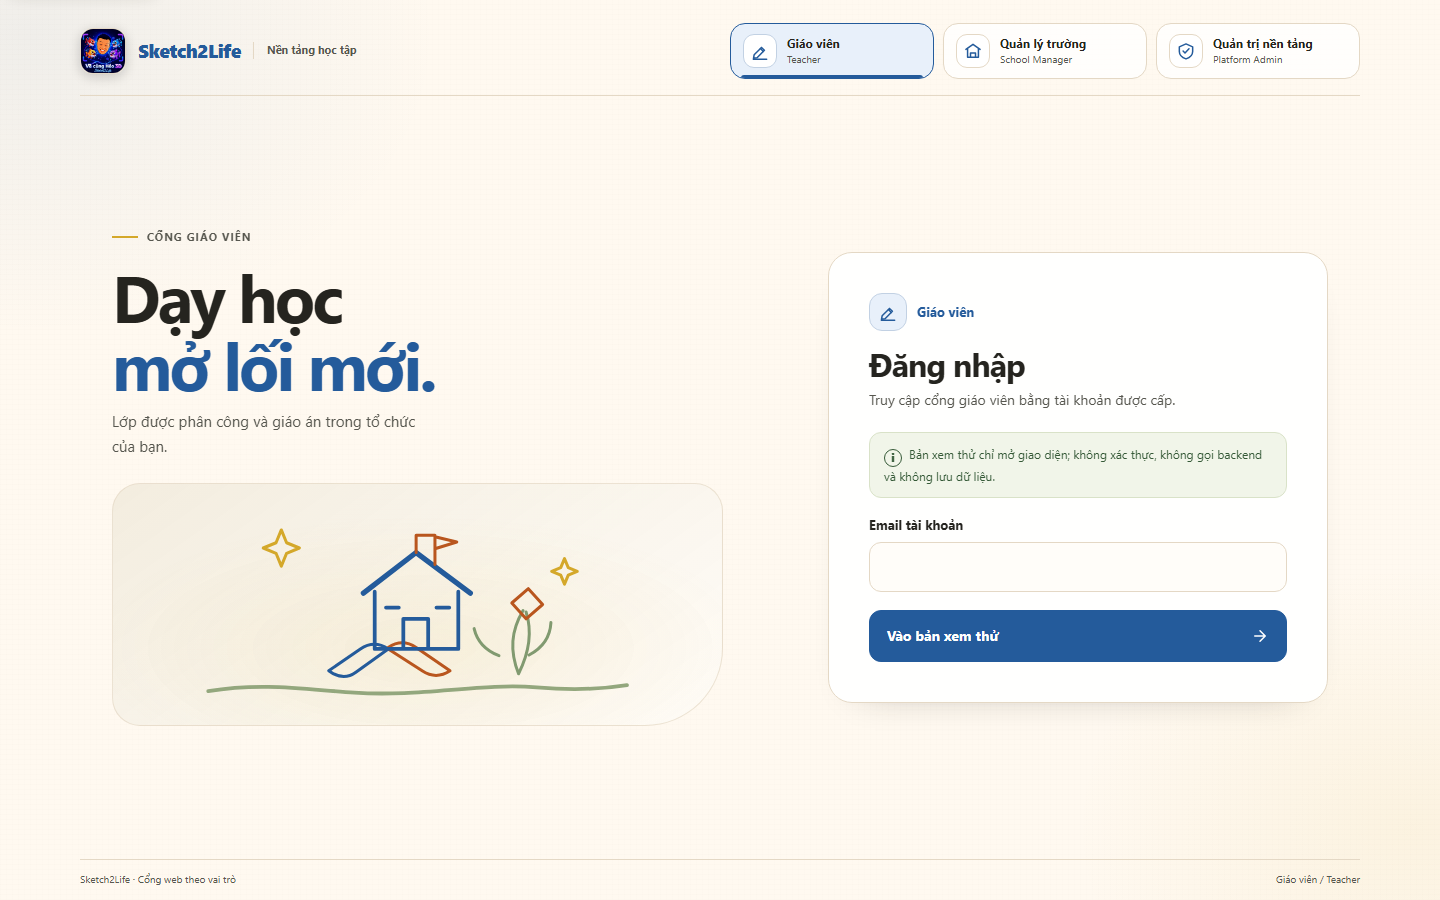 Sketch2Life
Nền tảng học tập
Giáo viên
Teacher
Quản lý trường
School Manager
Quản trị nền tảng
Platform Admin
CỔNG GIÁO VIÊN
Dạy học
mở lối mới.
Lớp được phân công và giáo án trong tổ chức
của bạn.
Giáo viên
Đăng nhập
Truy cập cổng giáo viên bằng tài khoản được cấp.
Bản xem thử chỉ mở giao diện; không xác thực, không gọi backend
và không lưu dữ liệu.
Email tài khoản
Vào bản xem thử
Sketch2Life · Cổng web theo vai trò
Giáo viên / Teacher